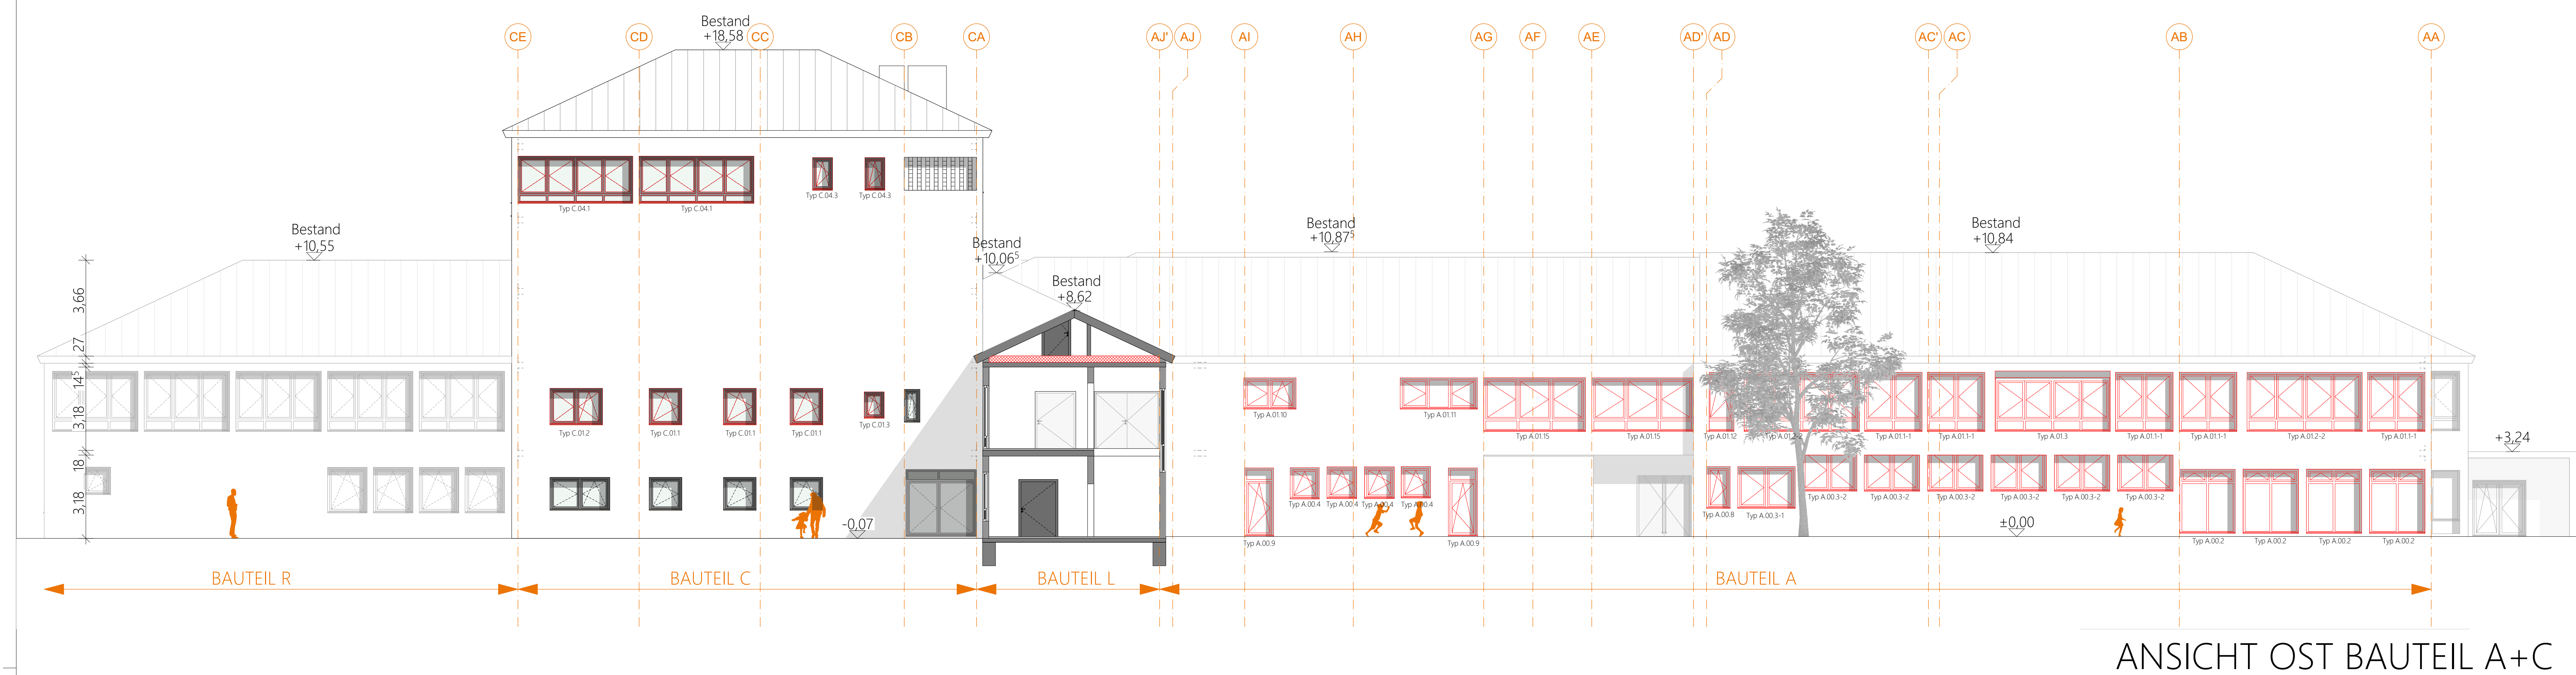 CE CD CC CB CA AJ' AJ AI AH AG AF AE AD' AD AC' AC AB AA
Bestand
+18,58
Typ C.04.1 Typ C.04.1 Typ C.04.3 Typ C.04.3
Bestand
+10,55
Bestand
+10,06⁵
Bestand
+8,62
Bestand
+10,87⁵
Bestand
+10,84
3,66
27
14⁵
3,18
18
3,18
Typ C.01.2 Typ C.01.1 Typ C.01.1 Typ C.01.1 Typ C.01.3
Typ A.01.10 Typ A.01.11 Typ A.01.15 Typ A.01.15 Typ A.01.12 Typ A.01.2-2 Typ A.01.1-1 Typ A.01.1-1 Typ A.01.3 Typ A.01.1-1 Typ A.01.1-1 Typ A.01.2-2 Typ A.01.1-1
+3,24
Typ A.00.9 Typ A.00.4 Typ A.00.4 Typ A.00.4 Typ A.00.4 Typ A.00.9 Typ A.00.8 Typ A.00.3-1 Typ A.00.3-2 Typ A.00.3-2 Typ A.00.3-2 Typ A.00.3-2 Typ A.00.3-2 Typ A.00.3-2
Typ A.00.2 Typ A.00.2 Typ A.00.2 Typ A.00.2
-0,07
±0,00
BAUTEIL R BAUTEIL C BAUTEIL L BAUTEIL A
ANSICHT OST BAUTEIL A+C